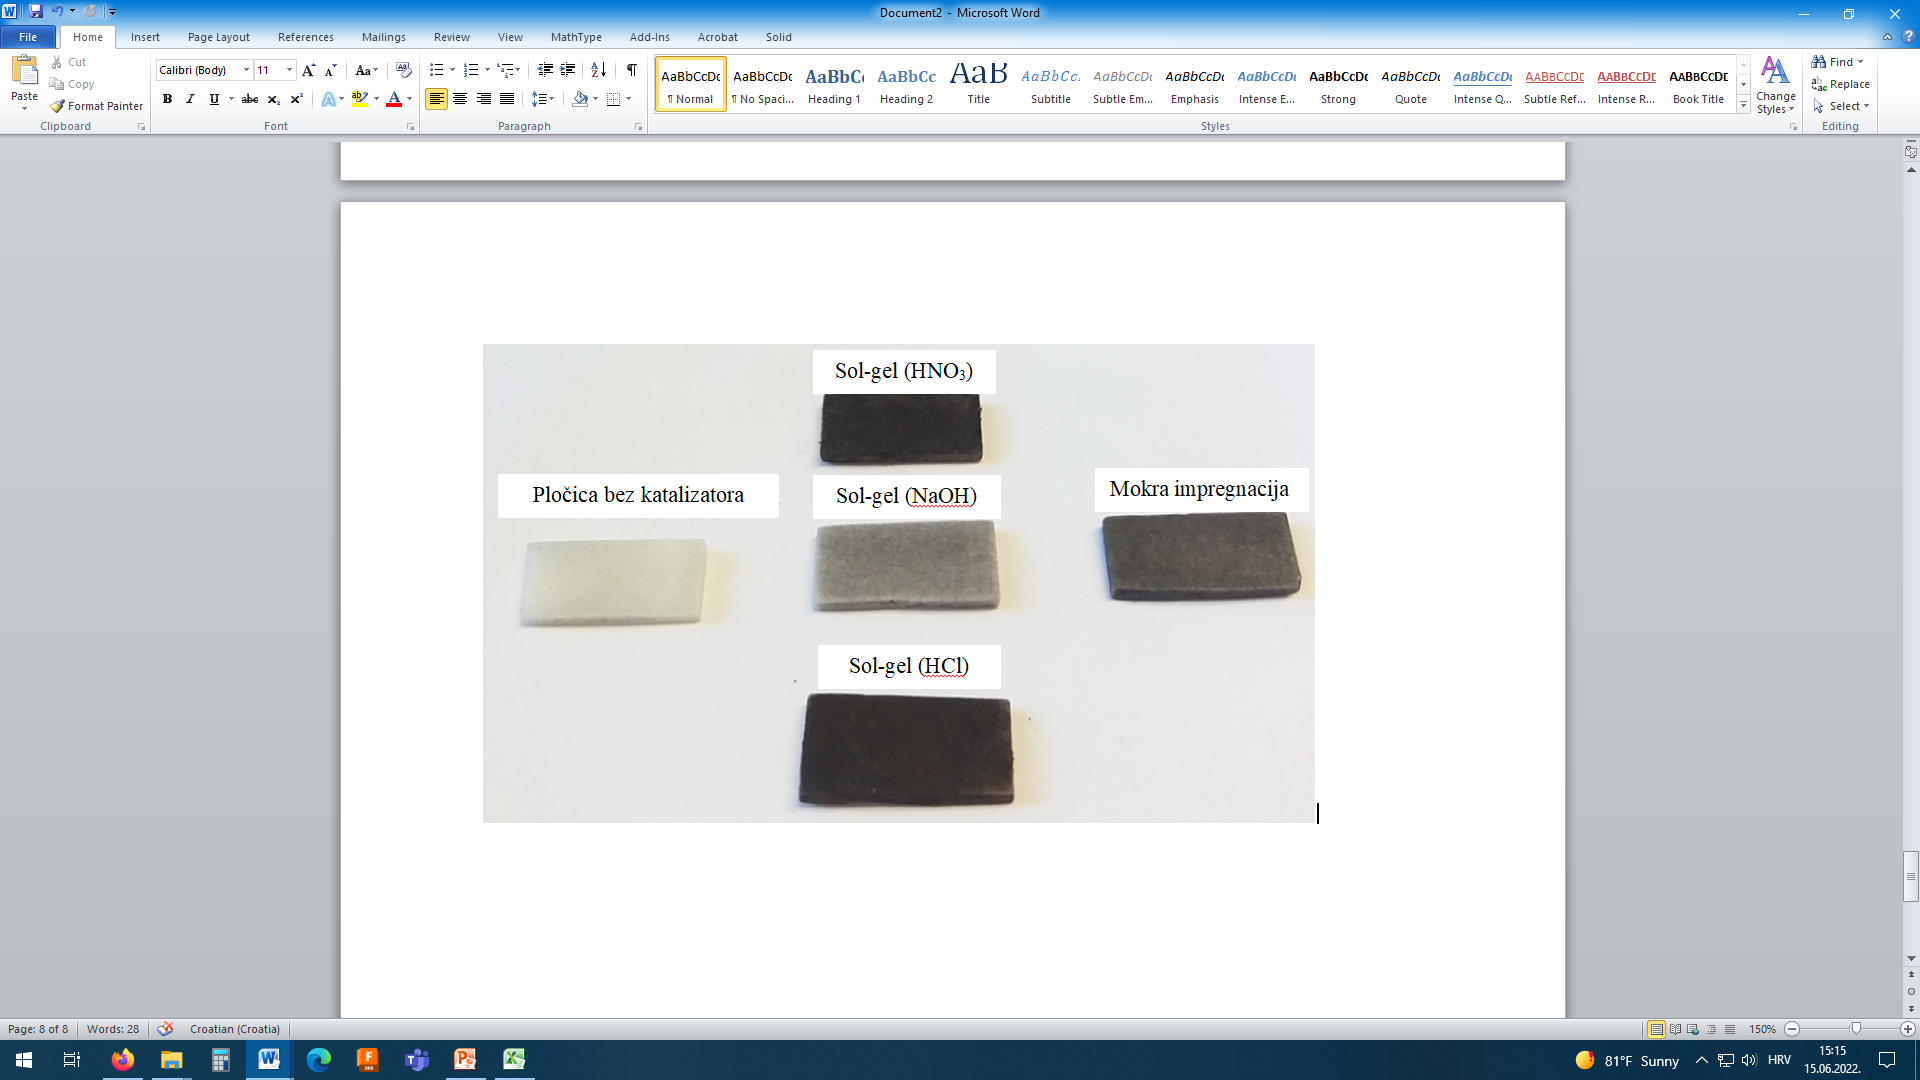 Document2 - Microsoft Word
File Home Insert Page Layout References Mailings Review View MathType Add-Ins Acrobat Solid
Paste
Cut
Copy
Format Painter
Clipboard
Calibri (Body) 11
Font
Paragraph
AaBbCcDc AaBbCcDc AaBbCc AaBbCc AaB AaBbCc. AaBbCcDc AaBbCcDc AaBbCcDc AaBbCcDc AaBbCcDc AaBbCcDc AABBCCDE AABBCCDE AABBCCDE
¶ Normal ¶ No Spaci... Heading 1 Heading 2 Title Subtitle Subtle Em... Emphasis Intense E... Strong Quote Intense Q... Subtle Ref... Intense R... Book Title
Styles
Change
Styles
Find
Replace
Select
Editing
Sol-gel (HNO₃)
Pločica bez katalizatora
Sol-gel (NaOH)
Mokra impregnacija
Sol-gel (HCl)
Page: 8 of 8 Words: 28 Croatian (Croatia)
150%
81°F Sunny
HRV
15:15
15.06.2022.